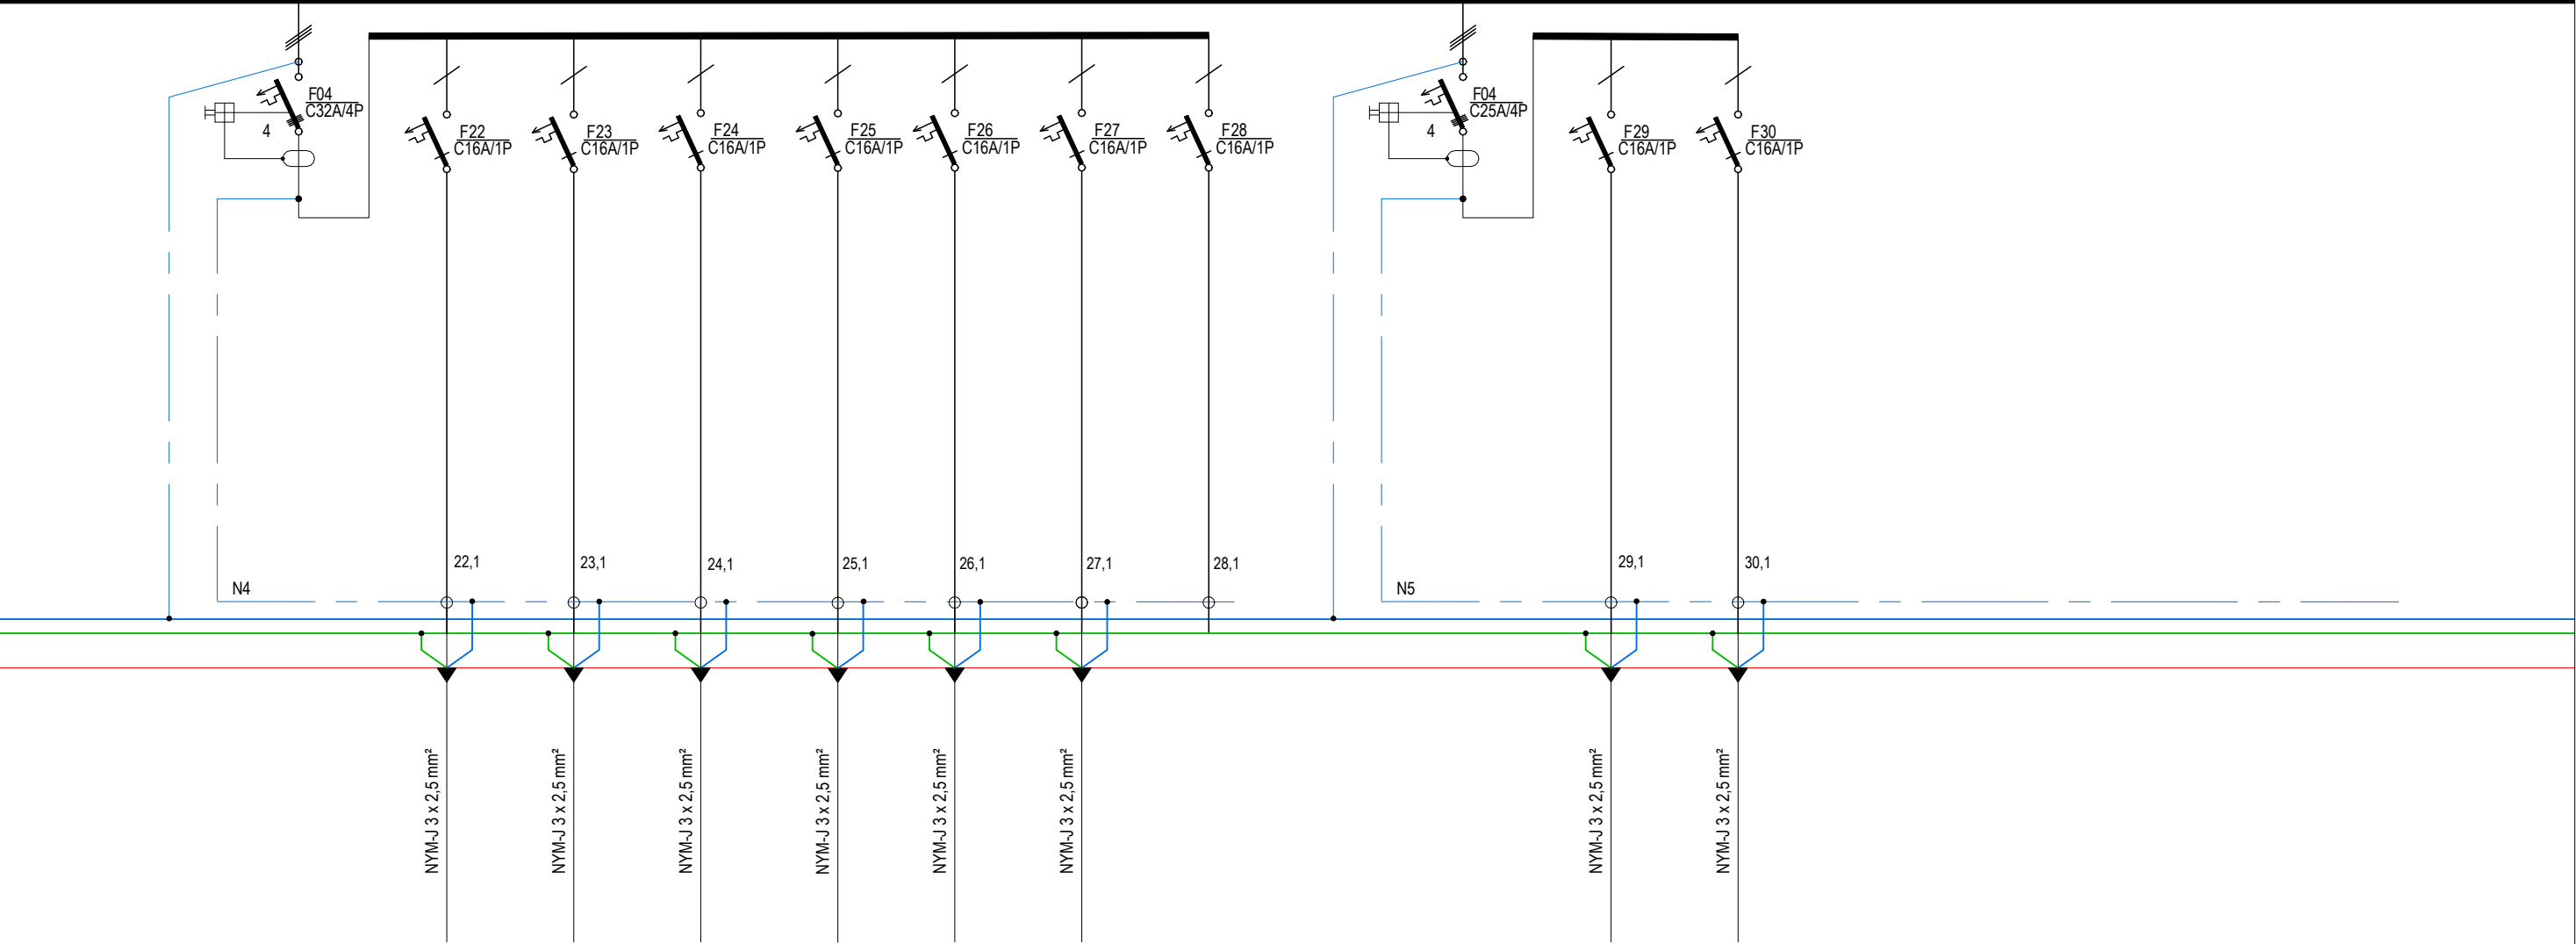 F04
C32A/4P
4
F22
C16A/1P
F23
C16A/1P
F24
C16A/1P
F25
C16A/1P
F26
C16A/1P
F27
C16A/1P
F28
C16A/1P
F04
C25A/4P
4
F29
C16A/1P
F30
C16A/1P
22,1
23,1
24,1
25,1
26,1
27,1
28,1
29,1
30,1
N4
N5
NYM-J 3 x 2,5 mm²
NYM-J 3 x 2,5 mm²
NYM-J 3 x 2,5 mm²
NYM-J 3 x 2,5 mm²
NYM-J 3 x 2,5 mm²
NYM-J 3 x 2,5 mm²
NYM-J 3 x 2,5 mm²
NYM-J 3 x 2,5 mm²